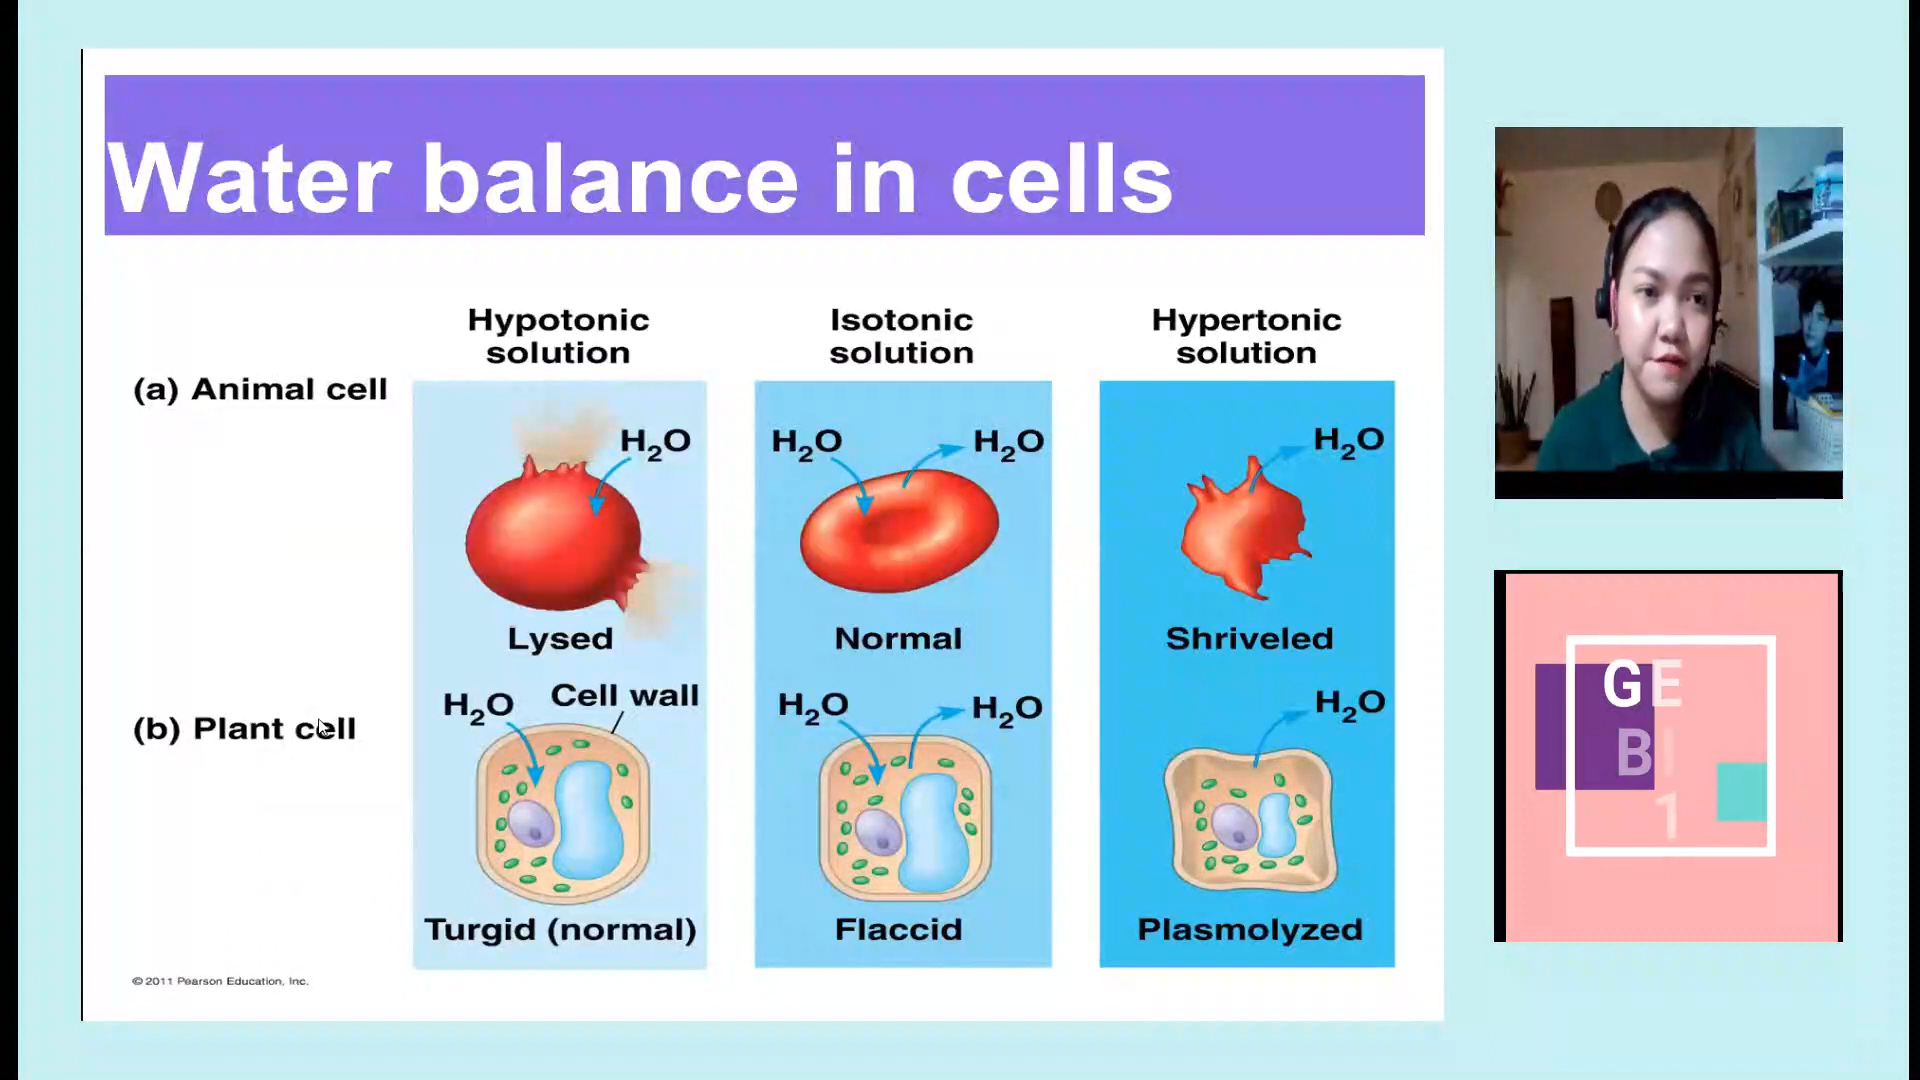 Water balance in cells
Hypotonic
solution
Isotonic
solution
Hypertonic
solution
(a) Animal cell
H₂O
H₂O
H₂O
H₂O
Lysed
Normal
Shriveled
(b) Plant cell
H₂O
Cell wall
H₂O
H₂O
H₂O
Turgid (normal)
Flaccid
Plasmolyzed
© 2011 Pearson Education, Inc.
GE
BI
1